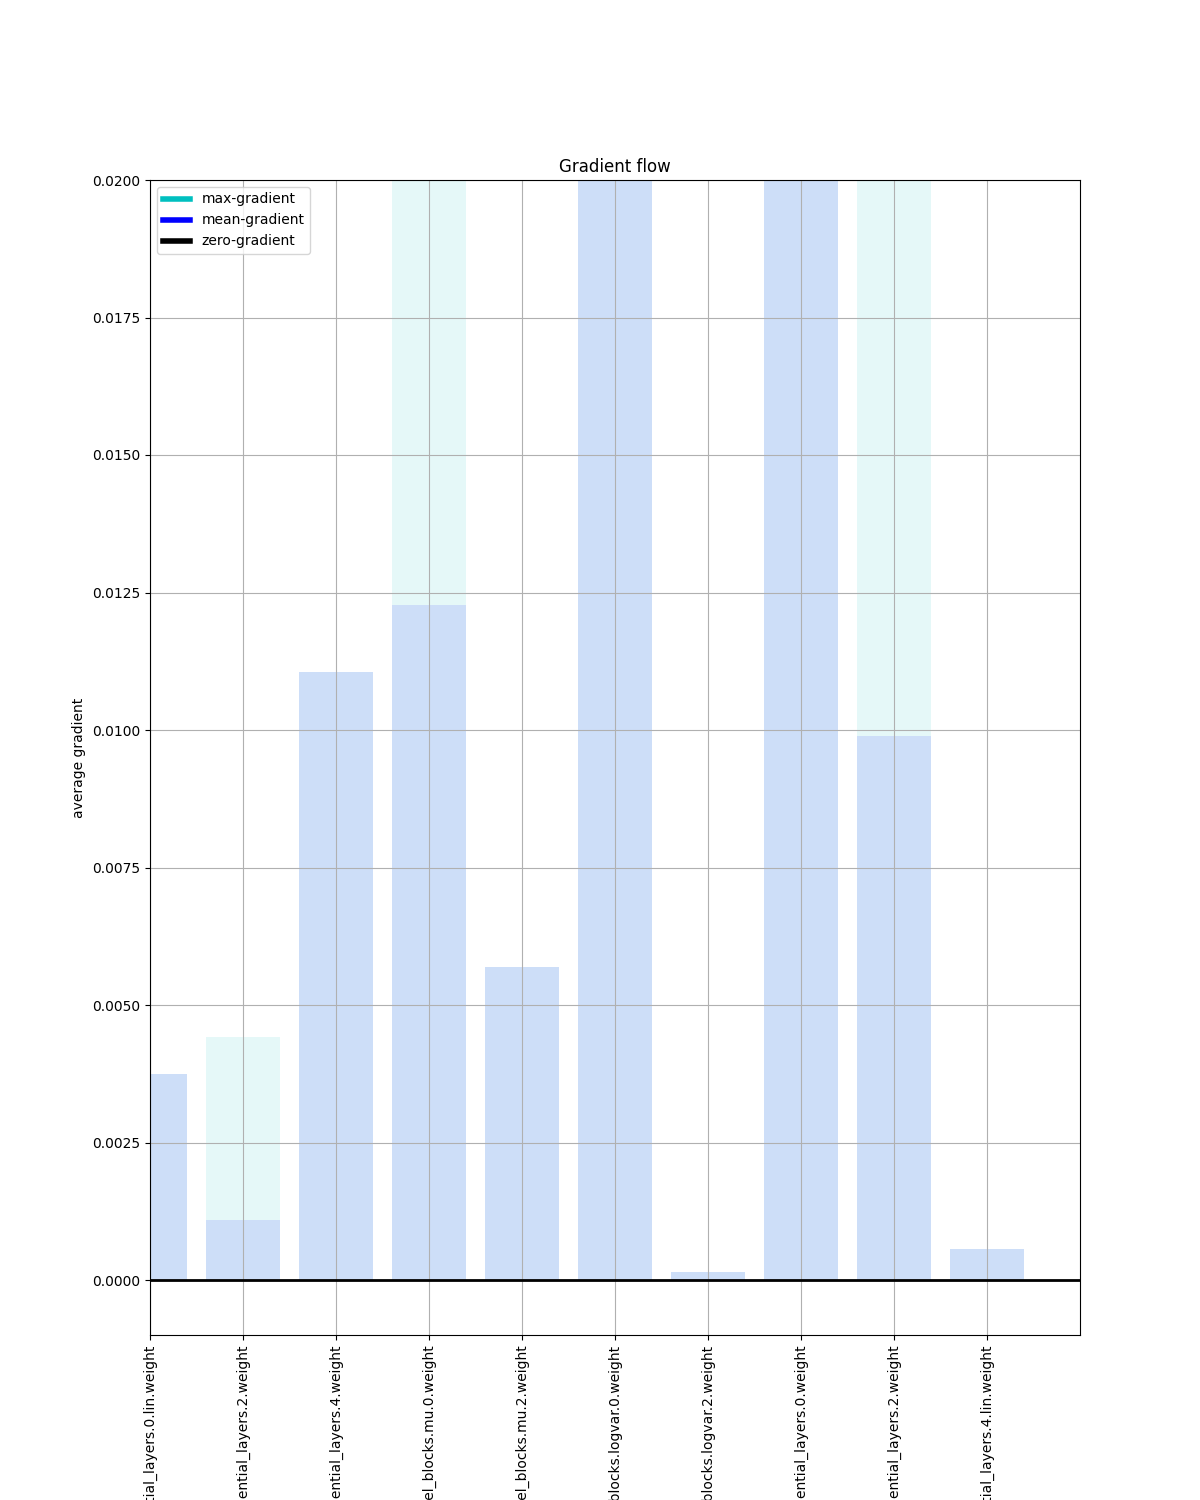 Gradient flow
max-gradient
mean-gradient
zero-gradient
0.0200
0.0175
0.0150
0.0125
0.0100
0.0075
0.0050
0.0025
0.0000
average gradient
tial_layers.0.lin.weight
ential_layers.2.weight
ential_layers.4.weight
el_blocks.mu.0.weight
el_blocks.mu.2.weight
blocks.logvar.0.weight
blocks.logvar.2.weight
ential_layers.0.weight
ential_layers.2.weight
tial_layers.4.lin.weight